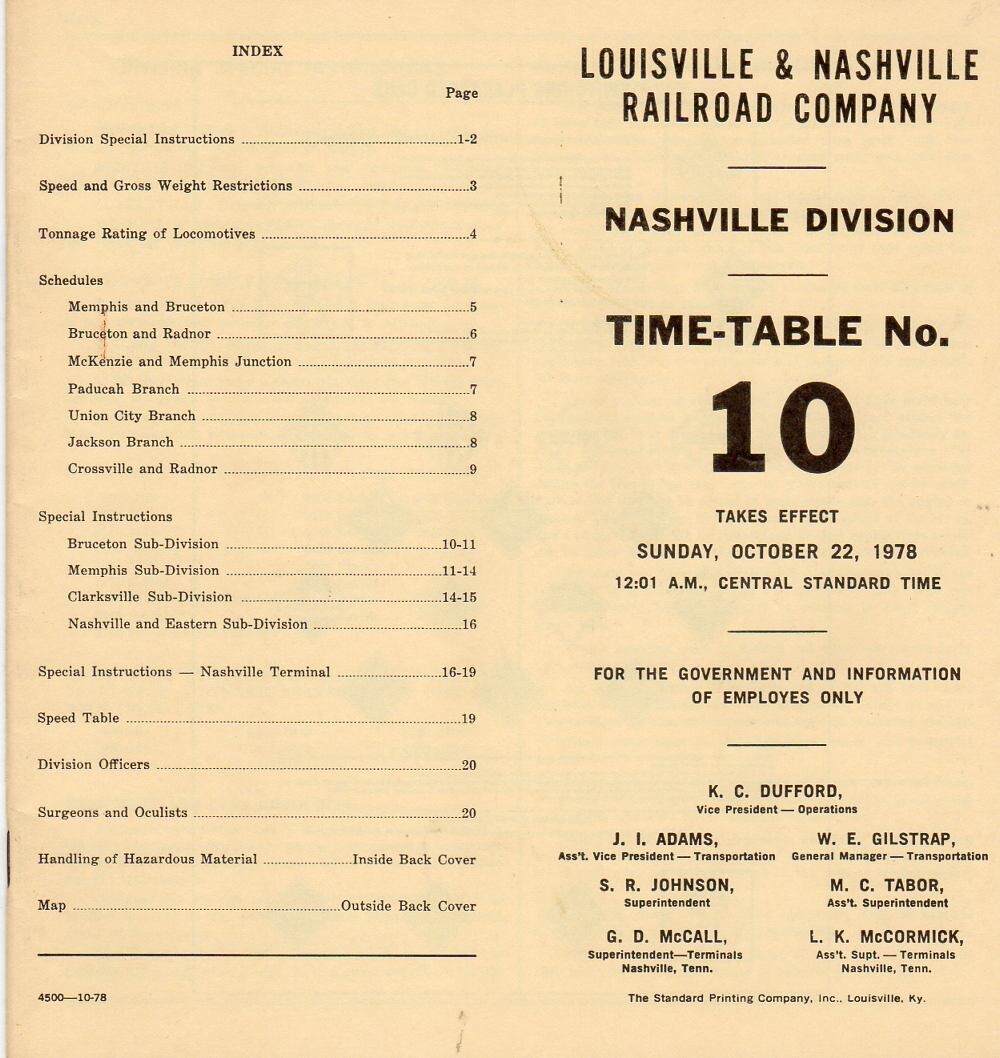 INDEX
Page
Division Special Instructions ........................................................1-2
Speed and Gross Weight Restrictions .............................................3
Tonnage Rating of Locomotives ......................................................4
Schedules
Memphis and Bruceton ..............................................................5
Bruceton and Radnor ..................................................................6
McKenzie and Memphis Junction .............................................7
Paducah Branch ..........................................................................7
Union City Branch ......................................................................8
Jackson Branch ............................................................................8
Crossville and Radnor ................................................................9
Special Instructions
Bruceton Sub-Division ........................................................10-11
Memphis Sub-Division ........................................................11-14
Clarksville Sub-Division ....................................................14-15
Nashville and Eastern Sub-Division .......................................16
Special Instructions — Nashville Terminal ...........................16-19
Speed Table ........................................................................................19
Division Officers ................................................................................20
Surgeons and Oculists ......................................................................20
Handling of Hazardous Material .......................Inside Back Cover
Map ......................................................................Outside Back Cover
4500—10-78
LOUISVILLE & NASHVILLE
RAILROAD COMPANY
NASHVILLE DIVISION
TIME-TABLE No.
10
TAKES EFFECT
SUNDAY, OCTOBER 22, 1978
12:01 A.M., CENTRAL STANDARD TIME
FOR THE GOVERNMENT AND INFORMATION
OF EMPLOYES ONLY
K. C. DUFFORD,
Vice President — Operations
J. I. ADAMS,
Ass't. Vice President — Transportation
W. E. GILSTRAP,
General Manager — Transportation
S. R. JOHNSON,
Superintendent
M. C. TABOR,
Ass't. Superintendent
G. D. McCALL,
Superintendent—Terminals
Nashville, Tenn.
L. K. McCORMICK,
Ass't. Supt. — Terminals
Nashville, Tenn.
The Standard Printing Company, Inc., Louisville, Ky.